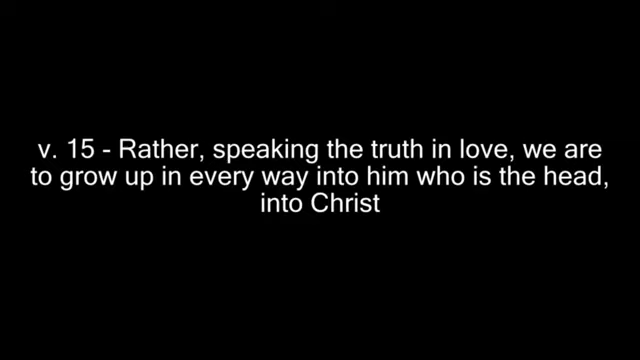 v. 15 - Rather, speaking the truth in love, we are
to grow up in every way into him who is the head,
into Christ